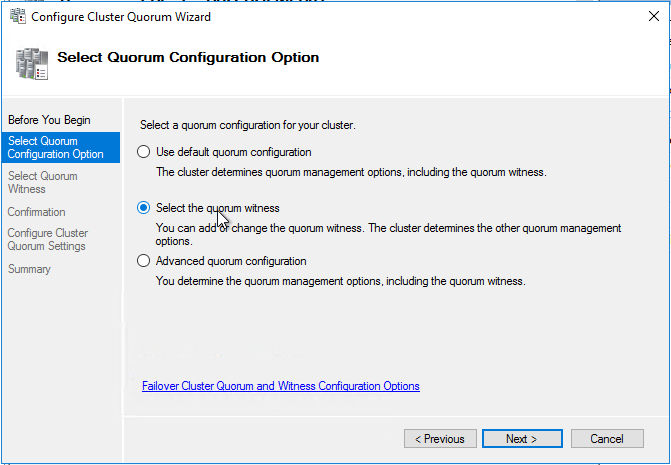 Configure Cluster Quorum Wizard
Select Quorum Configuration Option
Before You Begin
Select Quorum
Configuration Option
Select Quorum
Witness
Confirmation
Configure Cluster
Quorum Settings
Summary
Select a quorum configuration for your cluster.
Use default quorum configuration
The cluster determines quorum management options, including the quorum witness.
Select the quorum witness
You can add or change the quorum witness. The cluster determines the other quorum management
options.
Advanced quorum configuration
You determine the quorum management options, including the quorum witness.
Failover Cluster Quorum and Witness Configuration Options
< Previous
Next >
Cancel